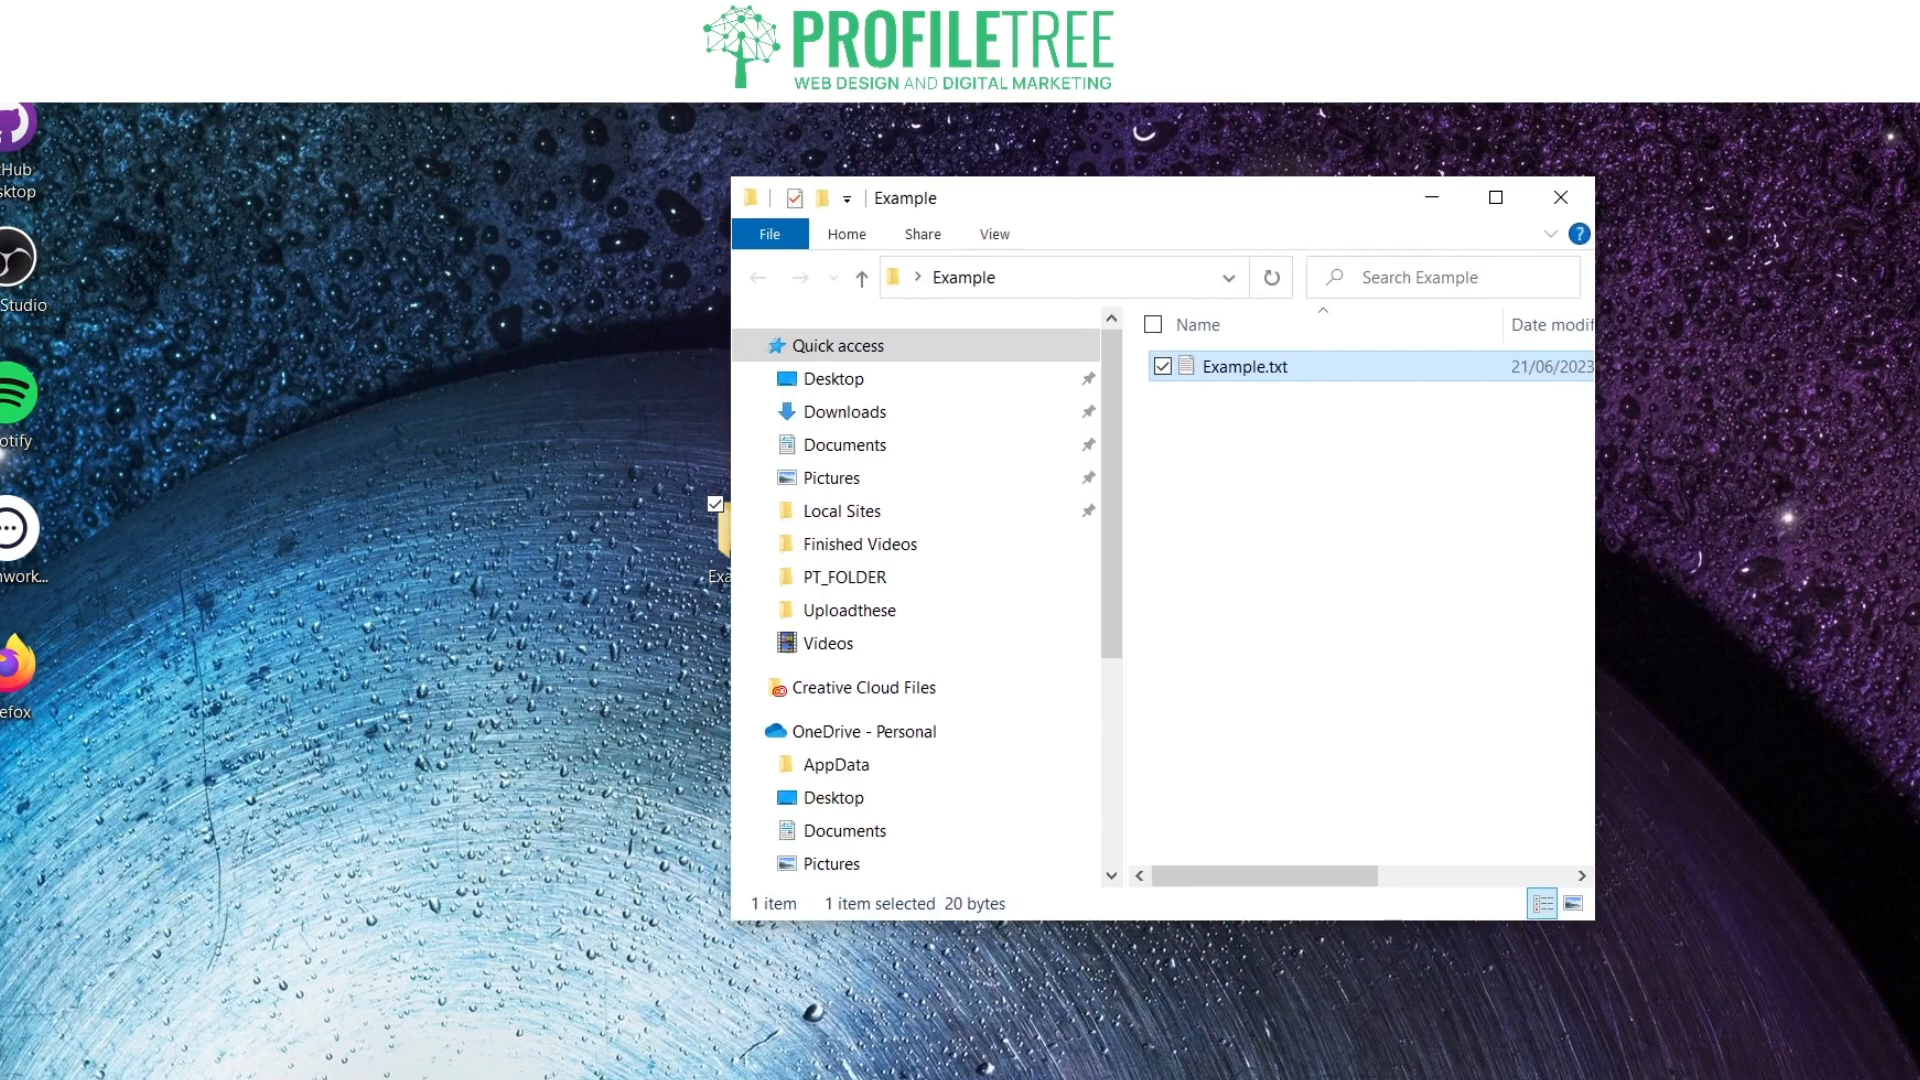 PROFILETREE
WEB DESIGN AND DIGITAL MARKETING
Hub
sktop
Studio
otify
work...
efox
Exa
Example
File Home Share View
Example
Search Example
Name Date modif
Example.txt 21/06/2023
Quick access
Desktop
Downloads
Documents
Pictures
Local Sites
Finished Videos
PT_FOLDER
Uploadthese
Videos
Creative Cloud Files
OneDrive - Personal
AppData
Desktop
Documents
Pictures
1 item 1 item selected 20 bytes